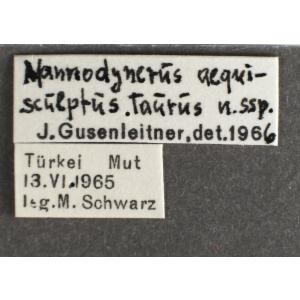 Nannodynerus aequi-
sculptus.taurus n.ssp.
J.Gusenleitner,det.1966
Türkei Mut
13.VI.1965
leg.M. Schwarz